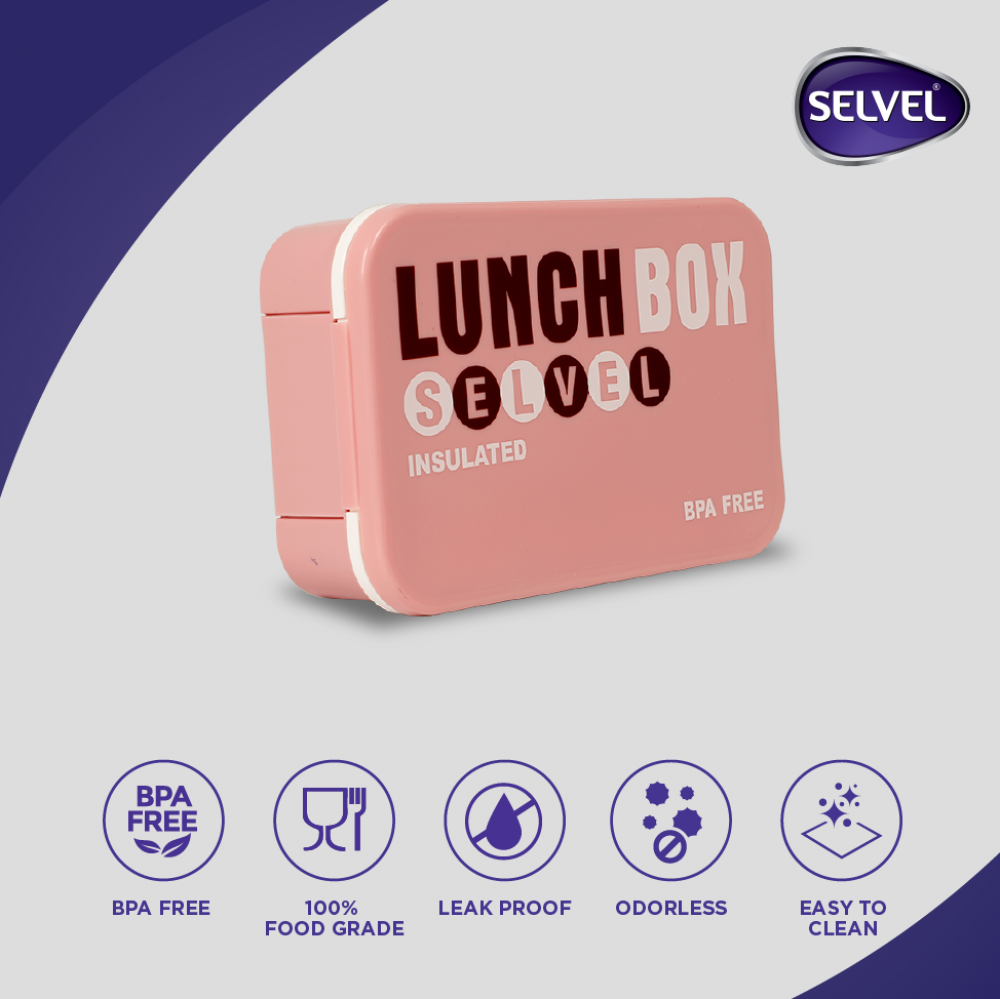 SELVEL®
LUNCH BOX
SELVEL
INSULATED
BPA FREE
BPA
FREE
BPA FREE
100%
FOOD GRADE
LEAK PROOF
ODORLESS
EASY TO
CLEAN